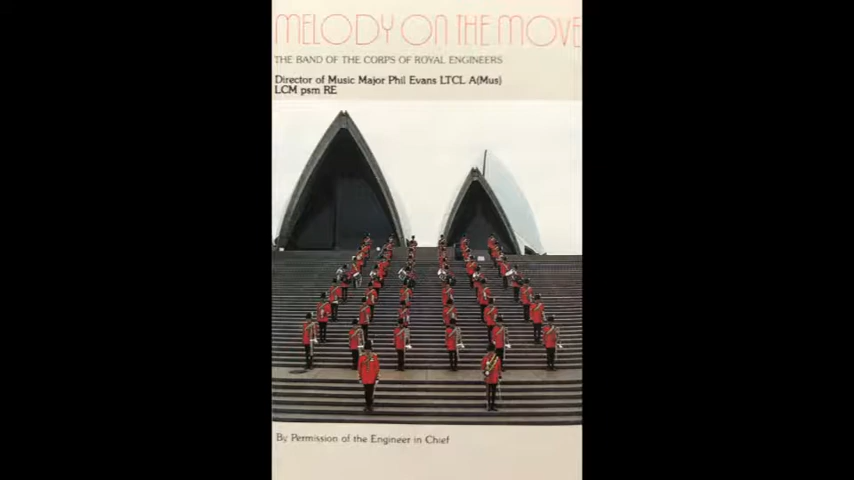 MELODY ON THE MOVE
THE BAND OF THE CORPS OF ROYAL ENGINEERS
Director of Music Major Phil Evans LTCL A(Mus)
LCM psm RE
By Permission of the Engineer in Chief